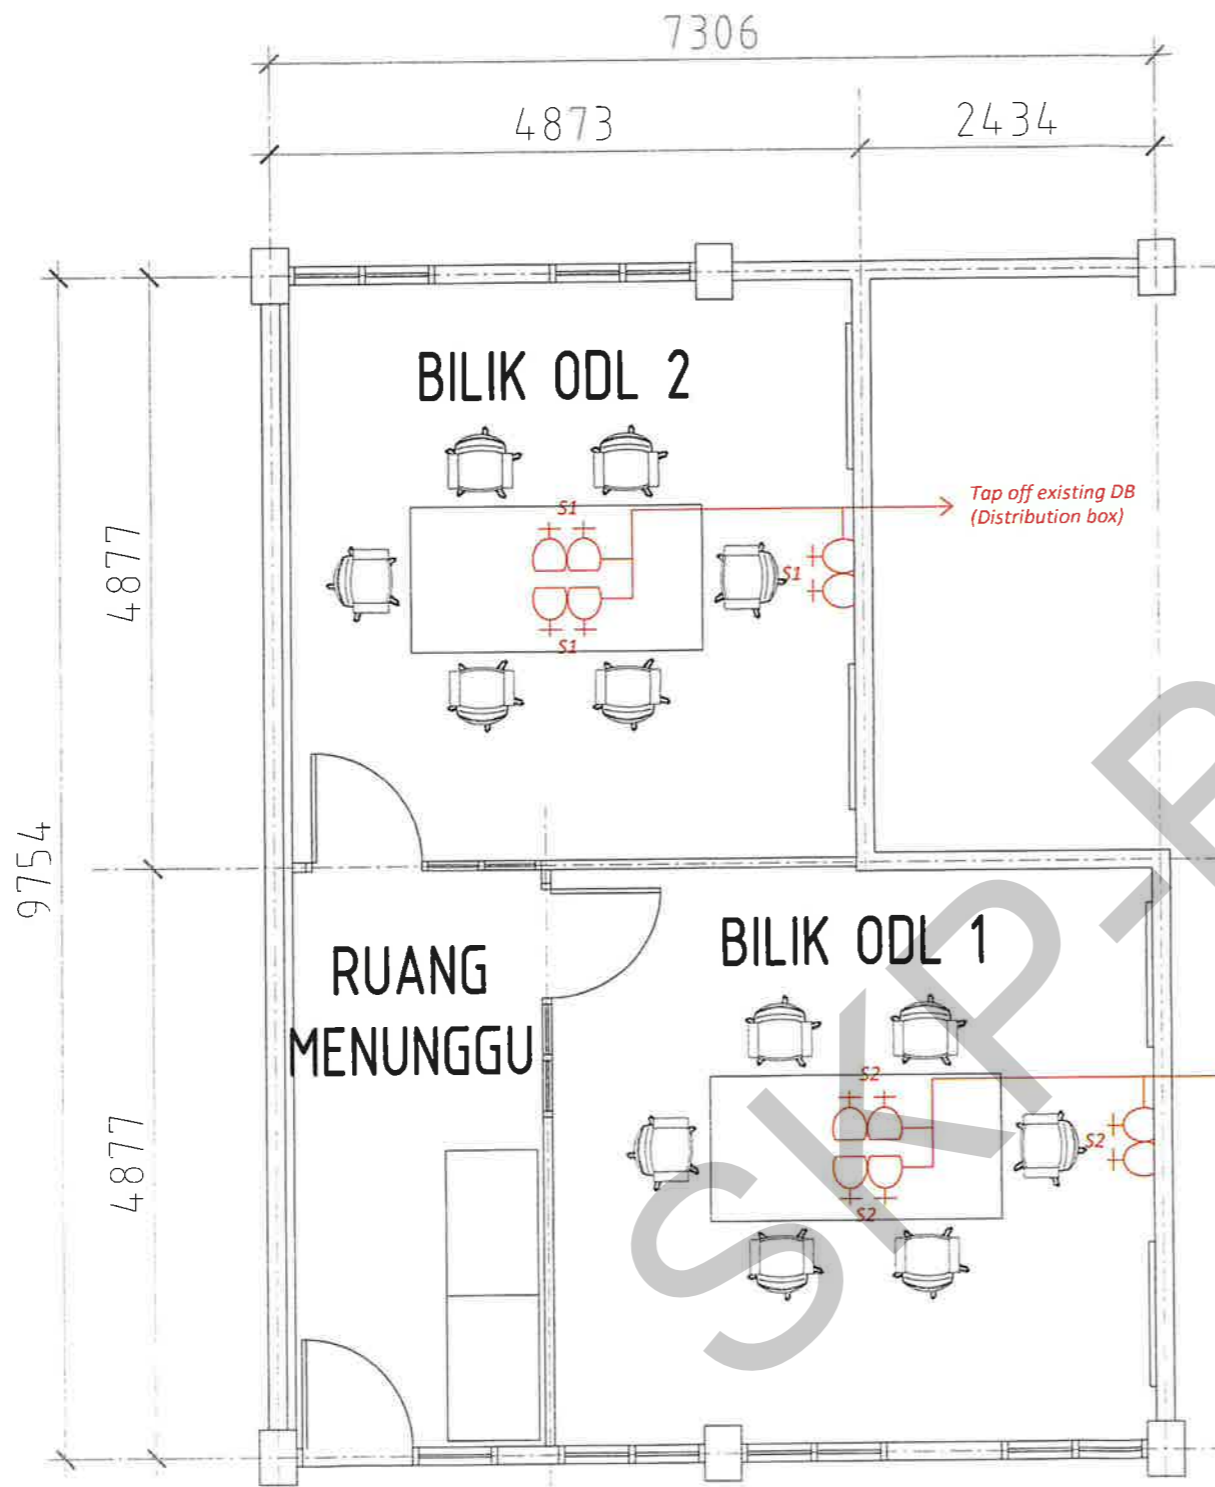 7306
4873
2434
BILIK ODL 2
S1
Tap off existing DB
(Distribution box)
S1
S1
4877
9754
RUANG
MENUNGGU
BILIK ODL 1
S2
S2
S2
4877
SKP-